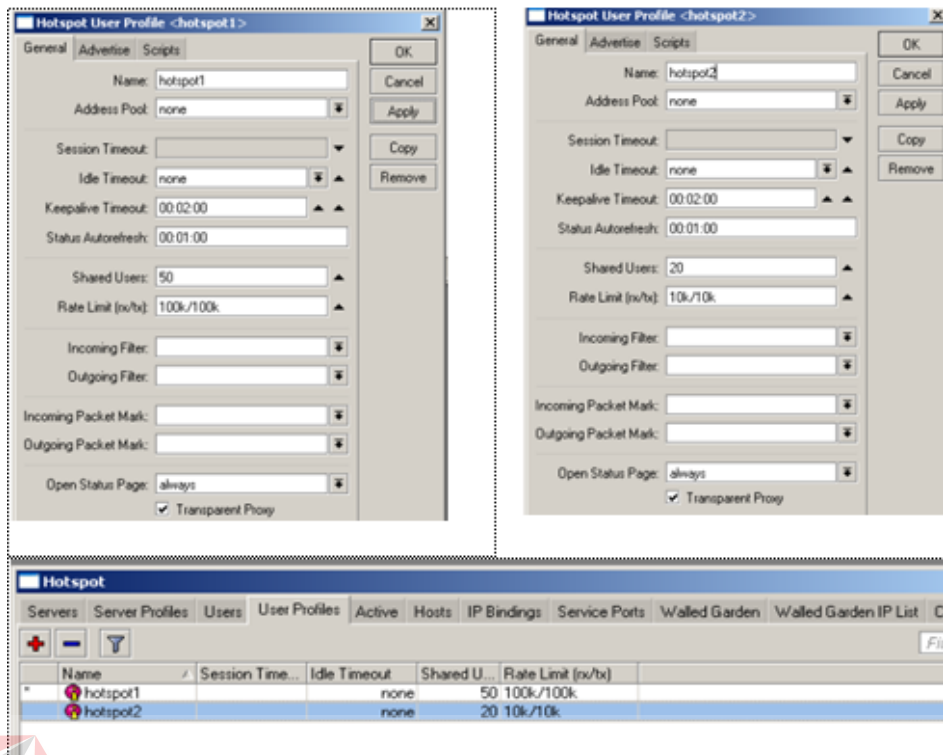 Hotspot User Profile <hotspot1>
General Advertise Scripts
Name: hotspot1
Address Pool: none
Session Timeout:
Idle Timeout: none
Keepalive Timeout: 00:02:00
Status Autorefresh: 00:01:00
Shared Users: 50
Rate Limit (rx/tx): 100k/100k
Incoming Filter:
Outgoing Filter:
Incoming Packet Mark:
Outgoing Packet Mark:
Open Status Page: always
Transparent Proxy
OK
Cancel
Apply
Copy
Remove
Hotspot User Profile <hotspot2>
General Advertise Scripts
Name: hotspot2
Address Pool: none
Session Timeout:
Idle Timeout: none
Keepalive Timeout: 00:02:00
Status Autorefresh: 00:01:00
Shared Users: 20
Rate Limit (rx/tx): 10k/10k
Incoming Filter:
Outgoing Filter:
Incoming Packet Mark:
Outgoing Packet Mark:
Open Status Page: always
Transparent Proxy
OK
Cancel
Apply
Copy
Remove
Hotspot
Servers Server Profiles Users User Profiles Active Hosts IP Bindings Service Ports Walled Garden Walled Garden IP List
Name Session Time... Idle Timeout Shared U... Rate Limit (rx/tx)
* hotspot1 none 50 100k/100k
hotspot2 none 20 10k/10k